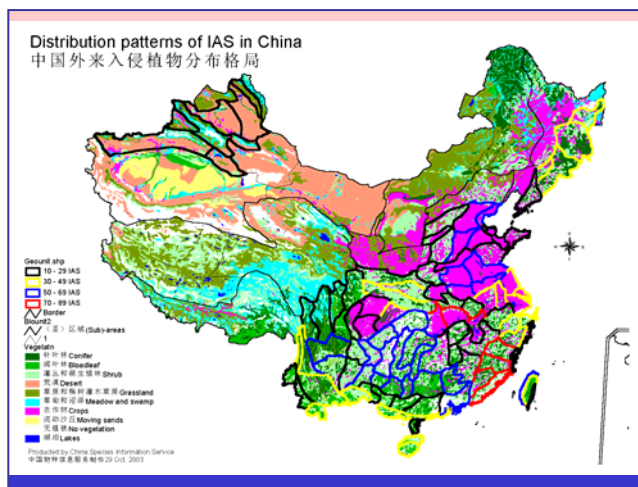 Distribution patterns of IAS in China
中国外来入侵植物分布格局
Geounit.shp
10 - 29 IAS
30 - 49 IAS
50 - 69 IAS
70 - 89 IAS
Border
Biounit2
(亚) 区域 (Sub)-areas
1
Vegetatn
针叶林 Conifer
阔叶林 Bloadleaf
灌丛和萌生矮林 Shrub
荒漠 Desert
草原和稀树灌木草原 Grassland
草甸和沼泽 Meadow and swamp
农作物 Crops
流动沙丘 Moving sands
无植被 No vegetation
湖泊 Lakes
Producted by China Species Information Service
中国物种信息服务制作 29 Oct. 2003